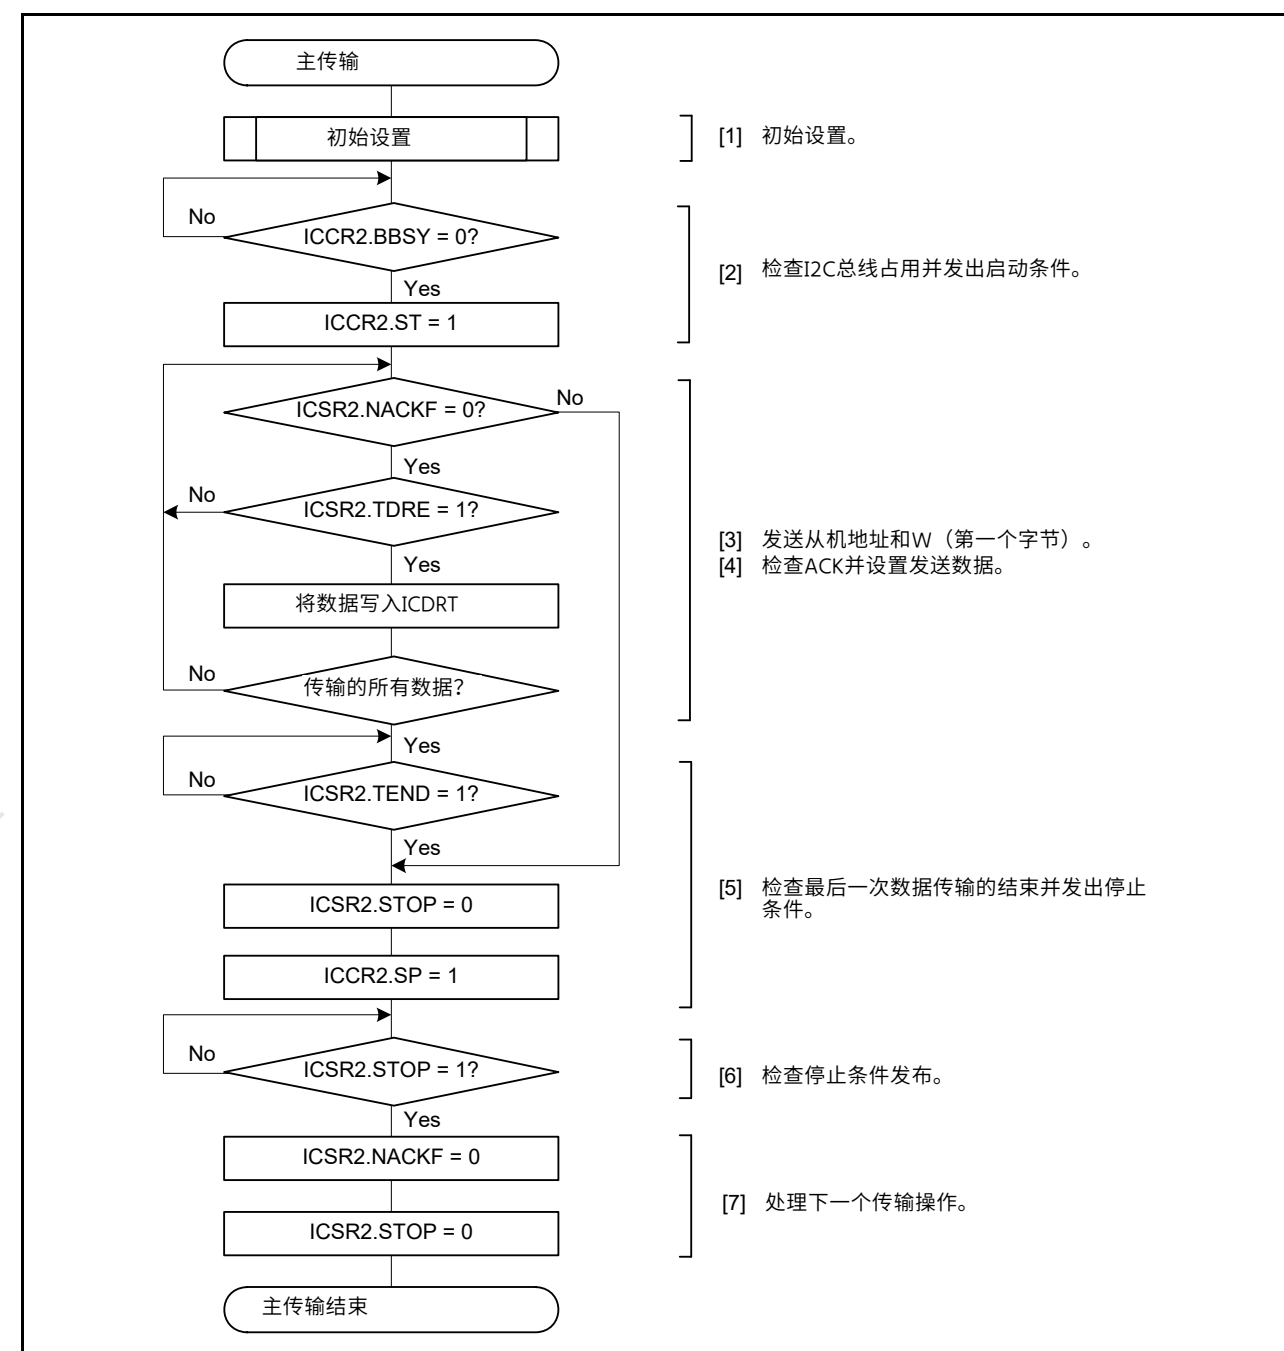 主传输
初始设置
[1] 初始设置。
No
ICCR2.BBSY = 0?
[2] 检查I2C总线占用并发出启动条件。
Yes
ICCR2.ST = 1
ICSR2.NACKF = 0?
No
Yes
No
ICSR2.TDRE = 1?
[3] 发送从机地址和W（第一个字节）。
[4] 检查ACK并设置发送数据。
Yes
将数据写入ICDRT
No
传输的所有数据?
Yes
No
ICSR2.TEND = 1?
Yes
[5] 检查最后一次数据传输的结束并发出停止
条件。
ICSR2.STOP = 0
ICCR2.SP = 1
No
ICSR2.STOP = 1?
[6] 检查停止条件发布。
Yes
ICSR2.NACKF = 0
[7] 处理下一个传输操作。
ICSR2.STOP = 0
主传输结束